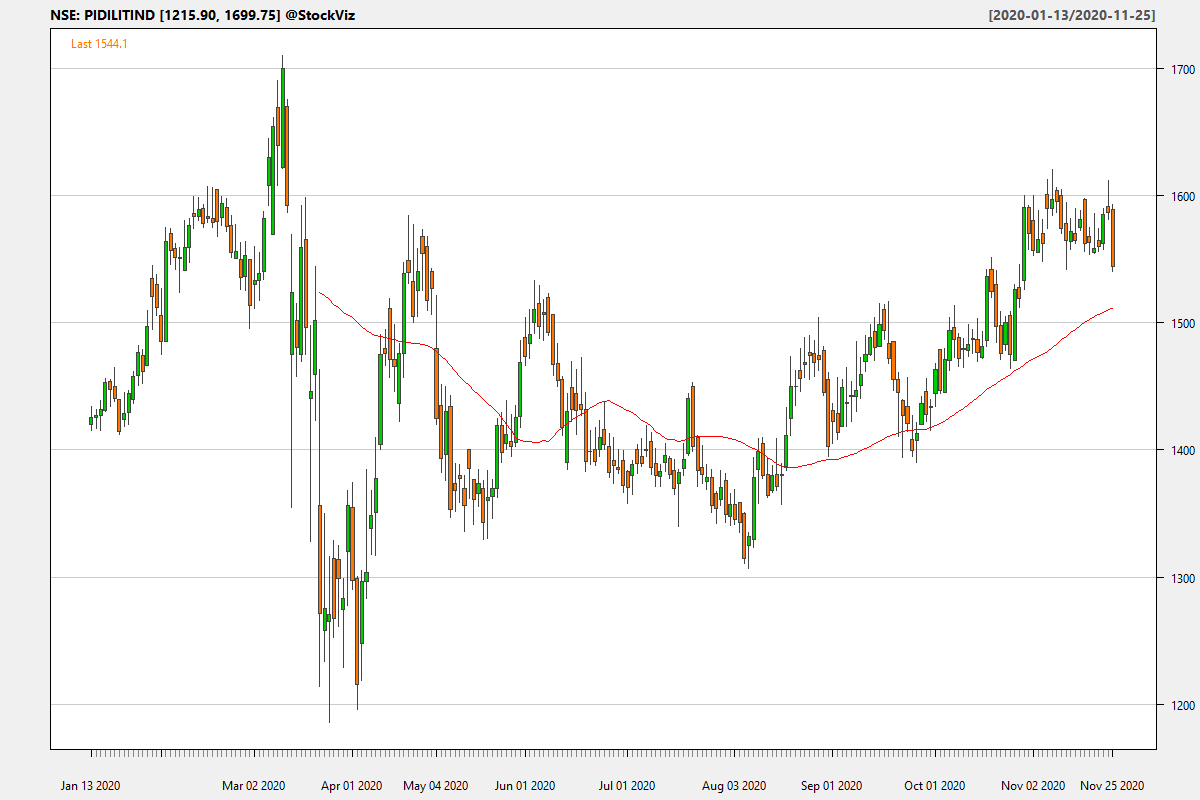 NSE: PIDILITIND [1215.90, 1699.75] @StockViz
[2020-01-13/2020-11-25]
Last 1544.1
1700
1600
1500
1400
1300
1200
Jan 13 2020
Mar 02 2020
Apr 01 2020
May 04 2020
Jun 01 2020
Jul 01 2020
Aug 03 2020
Sep 01 2020
Oct 01 2020
Nov 02 2020
Nov 25 2020